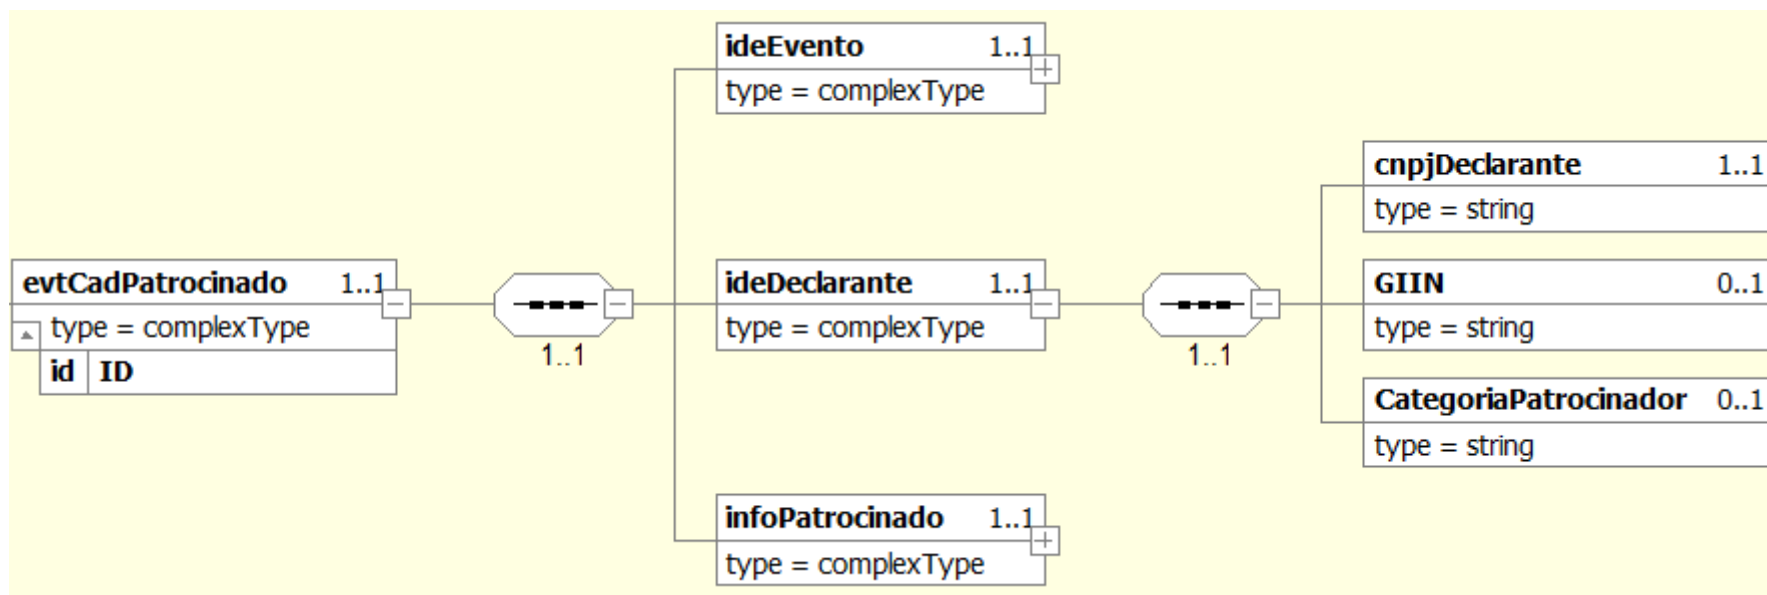 ideEvento 1..1
type = complexType
cnpjDeclarante 1..1
type = string
evtCadPatrocinado 1..1
type = complexType
id ID
1..1
ideDeclarante 1..1
type = complexType
1..1
GIIN 0..1
type = string
CategoriaPatrocinador 0..1
type = string
infoPatrocinado 1..1
type = complexType